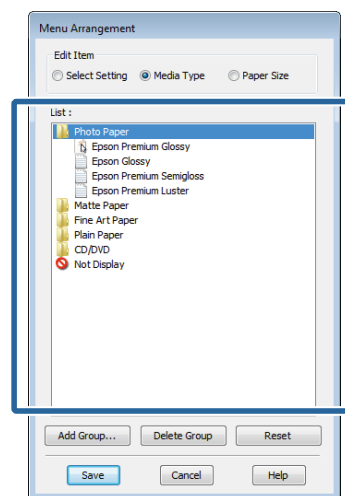 Menu Arrangement
Edit Item
Select Setting Media Type Paper Size
List :
Photo Paper
Epson Premium Glossy
Epson Glossy
Epson Premium Semigloss
Epson Premium Luster
Matte Paper
Fine Art Paper
Plain Paper
CD/DVD
Not Display
Add Group... Delete Group Reset
Save Cancel Help